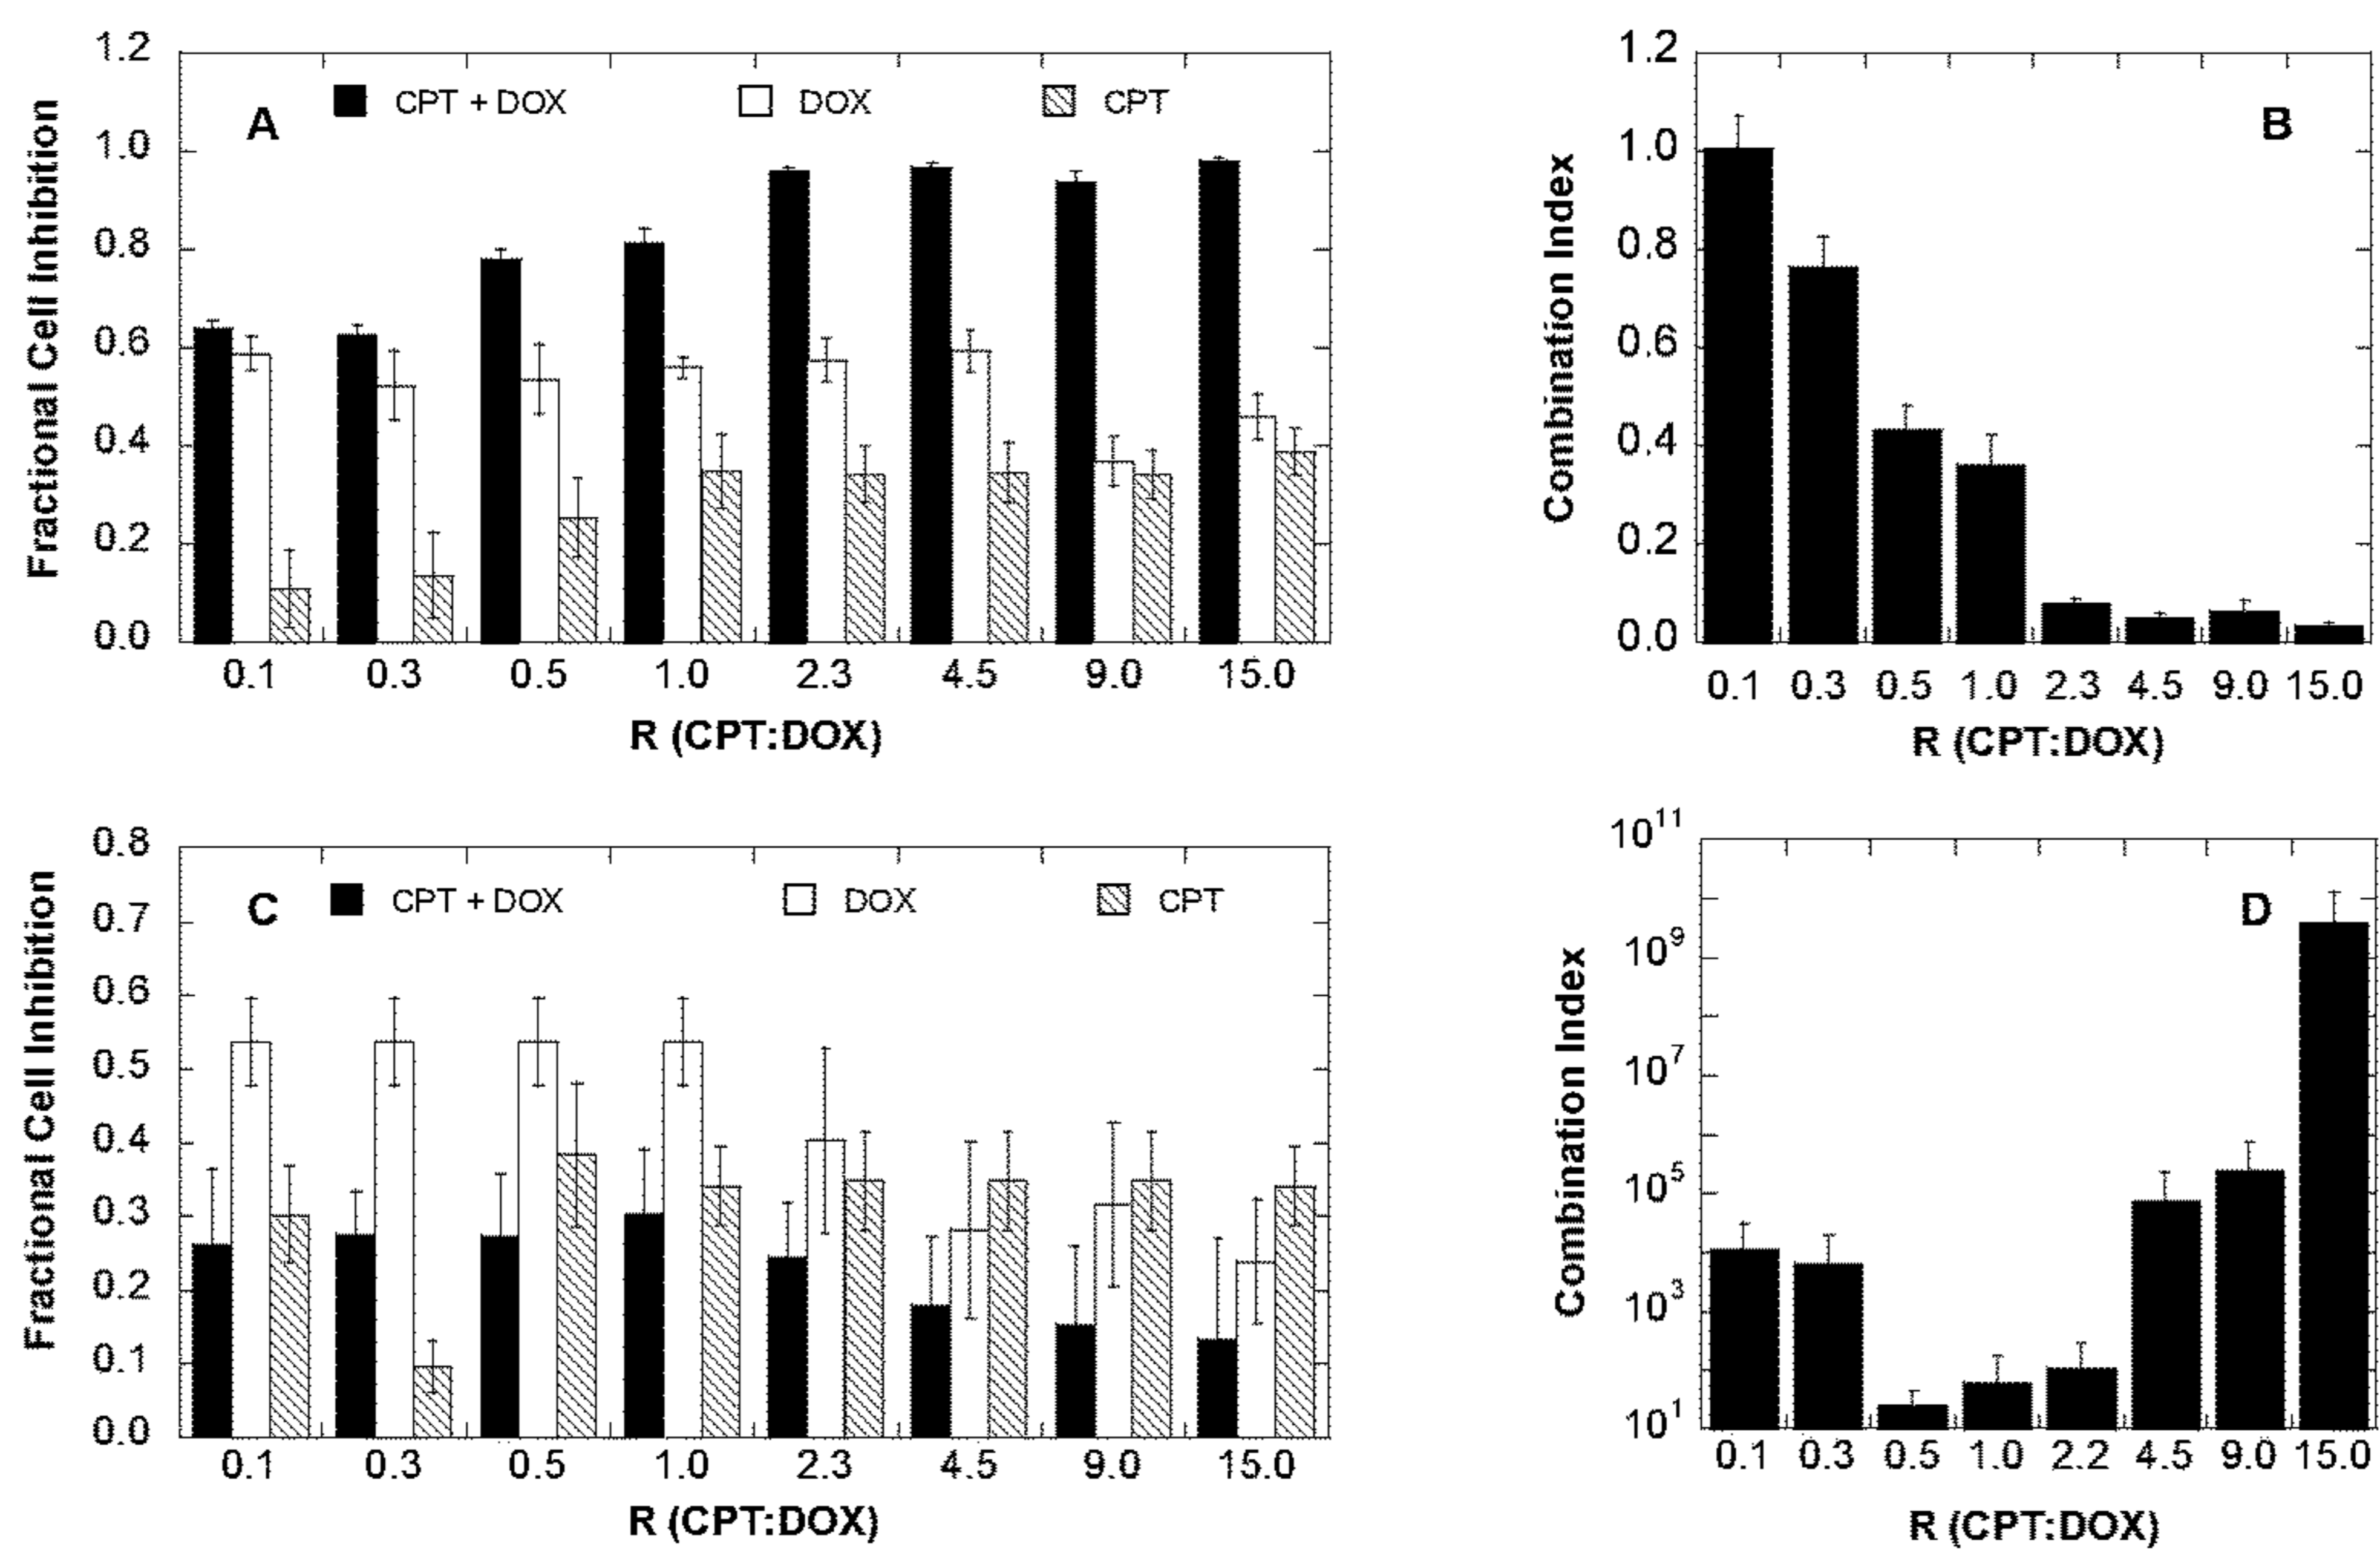 A
CPT + DOX
DOX
CPT
Fractional Cell Inhibition
1.2
1.0
0.8
0.6
0.4
0.2
0.0
0.1 0.3 0.5 1.0 2.3 4.5 9.0 15.0
R (CPT:DOX)
B
Combination Index
1.2
1.0
0.8
0.6
0.4
0.2
0.0
0.1 0.3 0.5 1.0 2.3 4.5 9.0 15.0
R (CPT:DOX)
C
CPT + DOX
DOX
CPT
Fractional Cell Inhibition
0.8
0.7
0.6
0.5
0.4
0.3
0.2
0.1
0.0
0.1 0.3 0.5 1.0 2.3 4.5 9.0 15.0
R (CPT:DOX)
D
Combination Index
10¹¹
10⁹
10⁷
10⁵
10³
10¹
0.1 0.3 0.5 1.0 2.2 4.5 9.0 15.0
R (CPT:DOX)